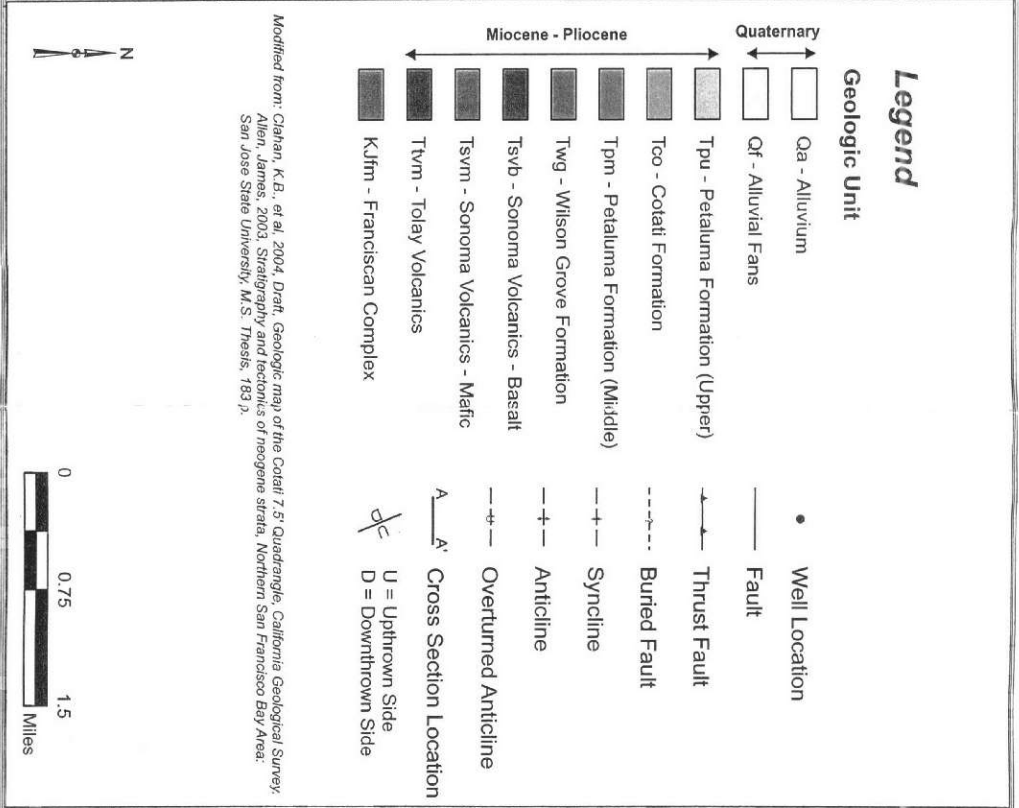 Legend
Geologic Unit
Quaternary
Qa - Alluvium
Qf - Alluvial Fans
Miocene - Pliocene
Tpu - Petaluma Formation (Upper)
Tco - Cotati Formation
Tpm - Petaluma Formation (Middle)
Twg - Wilson Grove Formation
Tsvb - Sonoma Volcanics - Basalt
Tsvm - Sonoma Volcanics - Mafic
Ttvm - Tolay Volcanics
KJfm - Franciscan Complex
Well Location
Fault
Thrust Fault
? Buried Fault
Syncline
Anticline
Overturned Anticline
A A' Cross Section Location
U
D
U = Upthrown Side
D = Downthrown Side
Modified from: Clahan, K.B., et al, 2004, Draft, Geologic map of the Cotati 7.5' Quadrangle, California Geological Survey.
Allen, James, 2003, Stratigraphy and tectonics of neogene strata, Northern San Francisco Bay Area:
San Jose State University, M.S. Thesis, 183 p.
N
0 0.75 1.5
Miles